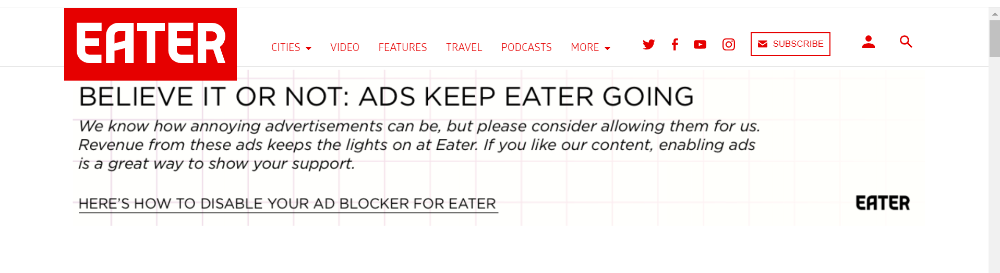 EATER
CITIES VIDEO FEATURES TRAVEL PODCASTS MORE SUBSCRIBE
BELIEVE IT OR NOT: ADS KEEP EATER GOING
We know how annoying advertisements can be, but please consider allowing them for us.
Revenue from these ads keeps the lights on at Eater. If you like our content, enabling ads
is a great way to show your support.
HERE'S HOW TO DISABLE YOUR AD BLOCKER FOR EATER
EATER